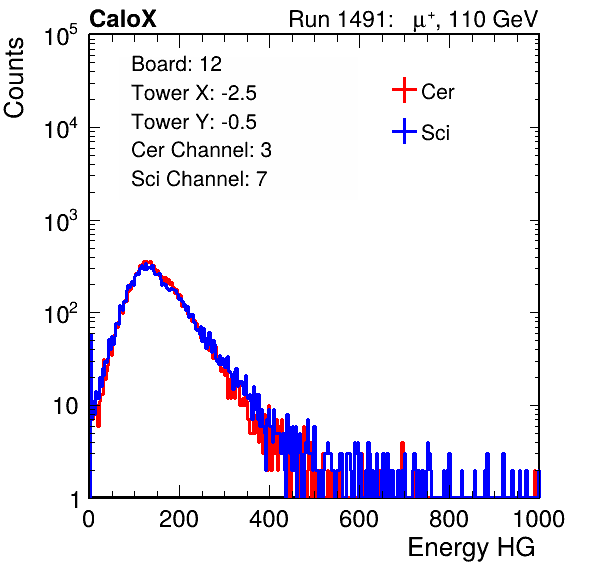 CaloX Run 1491: μ⁺, 110 GeV
Counts
10⁵
10⁴
10³
10²
10
1
Board: 12
Tower X: -2.5
Tower Y: -0.5
Cer Channel: 3
Sci Channel: 7
Cer
Sci
0 200 400 600 800 1000
Energy HG